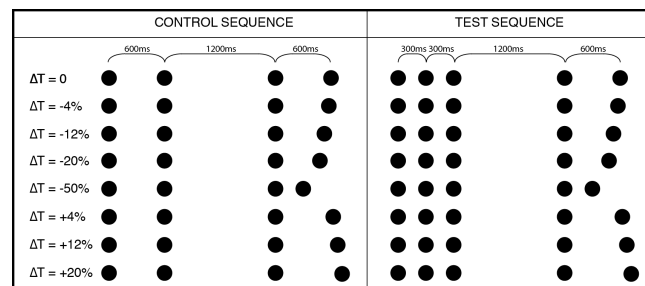 CONTROL SEQUENCE TEST SEQUENCE
600ms 1200ms 600ms 300ms 300ms 1200ms 600ms
ΔT = 0
ΔT = -4%
ΔT = -12%
ΔT = -20%
ΔT = -50%
ΔT = +4%
ΔT = +12%
ΔT = +20%